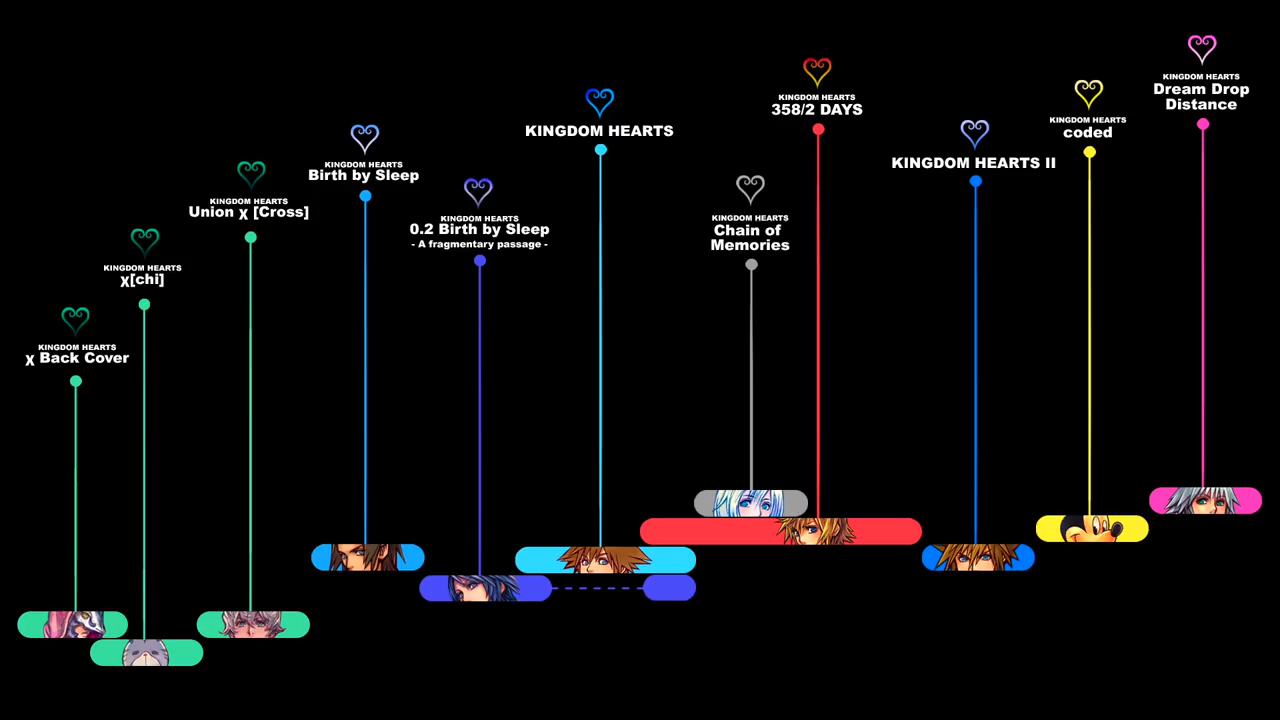 KINGDOM HEARTS
χ Back Cover
KINGDOM HEARTS
χ[chi]
KINGDOM HEARTS
Union χ [Cross]
KINGDOM HEARTS
Birth by Sleep
KINGDOM HEARTS
0.2 Birth by Sleep
- A fragmentary passage -
KINGDOM HEARTS
KINGDOM HEARTS
Chain of
Memories
KINGDOM HEARTS
358/2 DAYS
KINGDOM HEARTS II
KINGDOM HEARTS
coded
KINGDOM HEARTS
Dream Drop
Distance